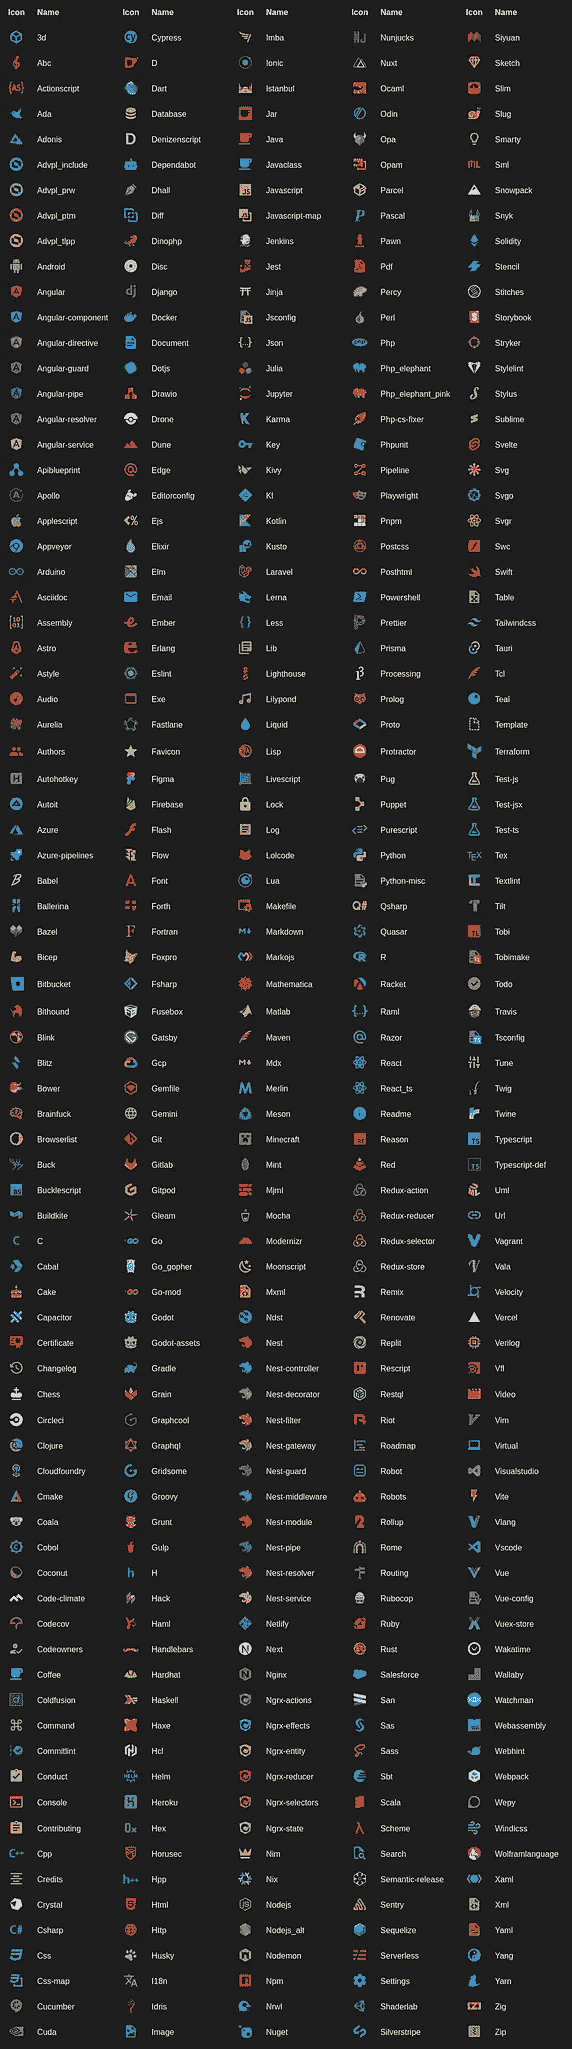 Icon Name Icon Name Icon Name Icon Name Icon Name
3d Cypress Imba Nunjucks Siyuan
Abc D Ionic Nuxt Sketch
Actionscript Dart Istanbul Ocaml Slim
Ada Database Jar Odin Slug
Adonis Denizenscript Java Opa Smarty
Advpl_include Dependabot Javaclass Opam Sml
Advpl_prw Dhall Javascript Parcel Snowpack
Advpl_ptm Diff Javascript-map Pascal Snyk
Advpl_tlpp Dinophp Jenkins Pawn Solidity
Android Disc Jest Pdf Stencil
Angular Django Jinja Percy Stitches
Angular-component Docker Jsconfig Perl Storybook
Angular-directive Document Json Php Stryker
Angular-guard Dotjs Julia Php_elephant Stylelint
Angular-pipe Drawio Jupyter Php_elephant_pink Stylus
Angular-resolver Drone Karma Php-cs-fixer Sublime
Angular-service Dune Key Phpunit Svelte
Apiblueprint Edge Kivy Pipeline Svg
Apollo Editorconfig Kl Playwright Svgo
Applescript Ejs Kotlin Pnpm Svgr
Appveyor Elixir Kusto Postcss Swc
Arduino Elm Laravel Posthtml Swift
Asciidoc Email Lerna Powershell Table
Assembly Ember Less Prettier Tailwindcss
Astro Erlang Lib Prisma Tauri
Astyle Eslint Lighthouse Processing Tcl
Audio Exe Lilypond Prolog Teal
Aurelia Fastlane Liquid Proto Template
Authors Favicon Lisp Protractor Terraform
Autohotkey Figma Livescript Pug Test-js
Autoit Firebase Lock Puppet Test-jsx
Azure Flash Log Purescript Test-ts
Azure-pipelines Flow Lolcode Python Tex
Babel Font Lua Python-misc Textlint
Ballerina Forth Makefile Qsharp Tilt
Bazel Fortran Markdown Quasar Tobi
Bicep Foxpro Markojs R Tobimake
Bitbucket Fsharp Mathematica Racket Todo
Bithound Fusebox Matlab Raml Travis
Blink Gatsby Maven Razor Tsconfig
Blitz Gcp Mdx React Tune
Bower Gemfile Merlin React_ts Twig
Brainfuck Gemini Meson Readme Twine
Browserlist Git Minecraft Reason Typescript
Buck Gitlab Mint Red Typescript-def
Bucklescript Gitpod Mjml Redux-action Uml
Buildkite Gleam Mocha Redux-reducer Url
C Go Modernizr Redux-selector Vagrant
Cabal Go_gopher Moonscript Redux-store Vala
Cake Go-mod Mxml Remix Velocity
Capacitor Godot Ndst Renovate Vercel
Certificate Godot-assets Nest Replit Verilog
Changelog Gradle Nest-controller Rescript Vfl
Chess Grain Nest-decorator Restql Video
Circleci Graphcool Nest-filter Riot Vim
Clojure Graphql Nest-gateway Roadmap Virtual
Cloudfoundry Gridsome Nest-guard Robot Visualstudio
Cmake Groovy Nest-middleware Robots Vite
Coala Grunt Nest-module Rollup Vlang
Cobol Gulp Nest-pipe Rome Vscode
Coconut H Nest-resolver Routing Vue
Code-climate Hack Nest-service Rubocop Vue-config
Codecov Haml Netlify Ruby Vuex-store
Codeowners Handlebars Next Rust Wakatime
Coffee Hardhat Nginx Salesforce Wallaby
Coldfusion Haskell Ngrx-actions San Watchman
Command Haxe Ngrx-effects Sas Webassembly
Commitlint Hcl Ngrx-entity Sass Webhint
Conduct Helm Ngrx-reducer Sbt Webpack
Console Heroku Ngrx-selectors Scala Wepy
Contributing Hex Ngrx-state Scheme Windicss
Cpp Horusec Nim Search Wolframlanguage
Credits Hpp Nix Semantic-release Xaml
Crystal Html Nodejs Sentry Xml
Csharp Http Nodejs_alt Sequelize Yaml
Css Husky Nodemon Serverless Yang
Css-map I18n Npm Settings Yarn
Cucumber Idris Nrwl Shaderlab Zig
Cuda Image Nuget Silverstripe Zip